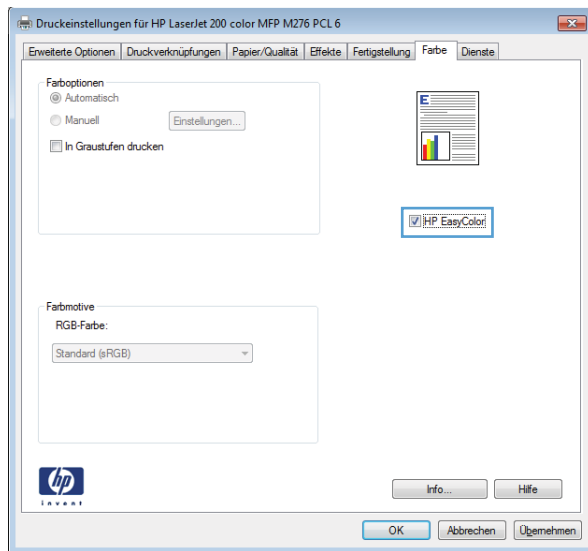 Druckeinstellungen für HP LaserJet 200 color MFP M276 PCL 6
Erweiterte Optionen Druckverknüpfungen Papier/Qualität Effekte Fertigstellung Farbe Dienste
Farboptionen
Automatisch
Manuell Einstellungen...
In Graustufen drucken
E
HP EasyColor
Farbmotive
RGB-Farbe:
Standard (sRGB)
hp
invent
Info... Hilfe
OK Abbrechen Übernehmen